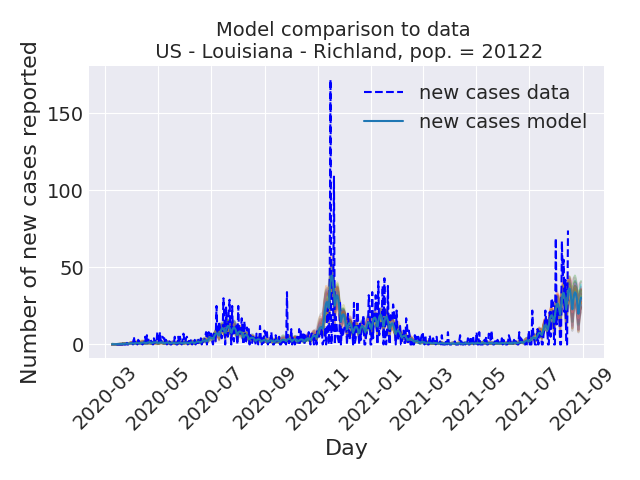 Model comparison to data
US - Louisiana - Richland, pop. = 20122
Number of new cases reported
150
100
50
0
new cases data
new cases model
2020-03
2020-05
2020-07
2020-09
2020-11
2021-01
2021-03
2021-05
2021-07
2021-09
Day